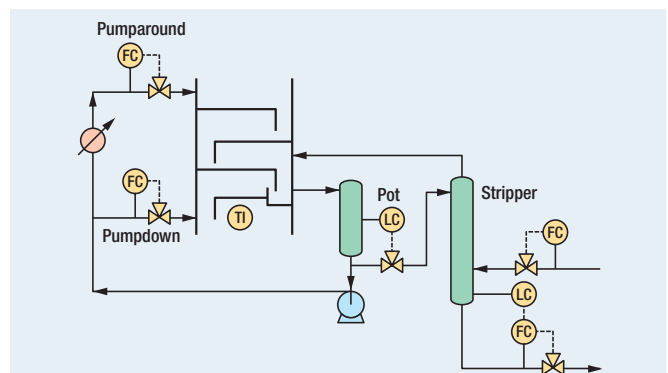 Pumparound
FC
FC
Pumpdown
TI
Pot
LC
Stripper
FC
LC
FC